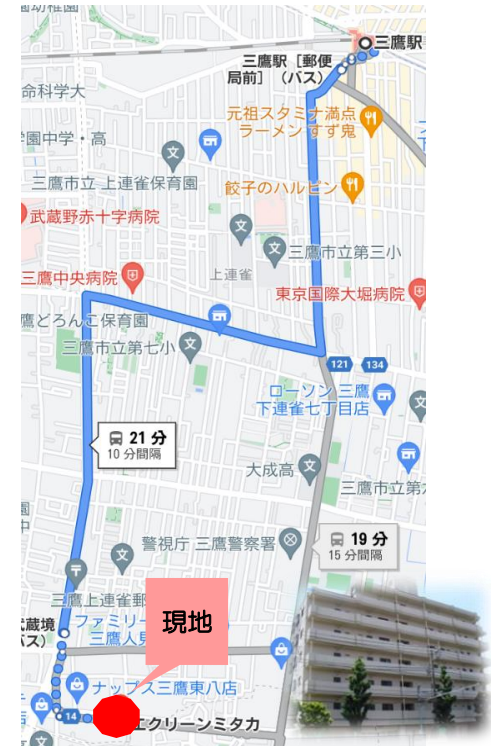 三鷹駅
三鷹駅［郵便
局前］（バス）
命科学大
元祖スタミナ満点
ラーメン すず鬼
学園中学・高
三鷹市立 上連雀保育園
餃子のハルピン
武蔵野赤十字病院
三鷹市立第三小
上連雀
三鷹中央病院
東京国際大堀病院
鷹どろんこ保育園
三鷹市立第七小
121
134
ローソン 三鷹
下連雀七丁目店
21 分
10 分間隔
大成高
三鷹市立第
19 分
15 分間隔
警視庁 三鷹警察署
三鷹上連雀郵
武蔵境
バス）
ファミリー
三鷹人見
現地
ナップス三鷹東八店
14
エクリーンミタカ